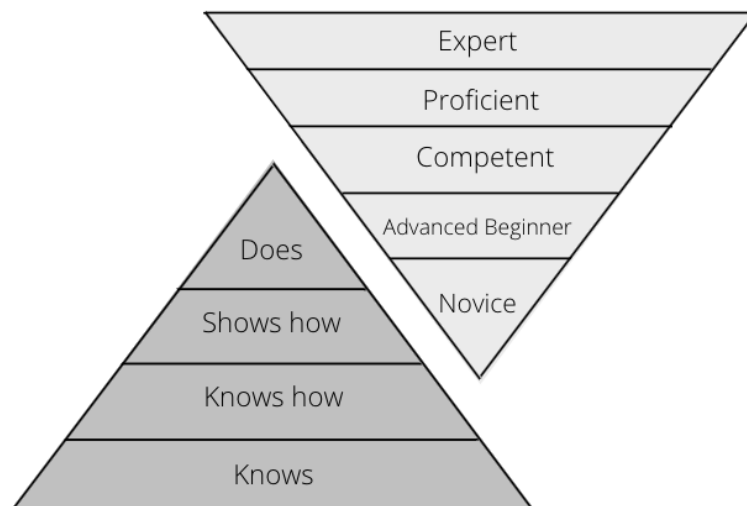 Expert
Proficient
Competent
Advanced Beginner
Novice
Does
Shows how
Knows how
Knows